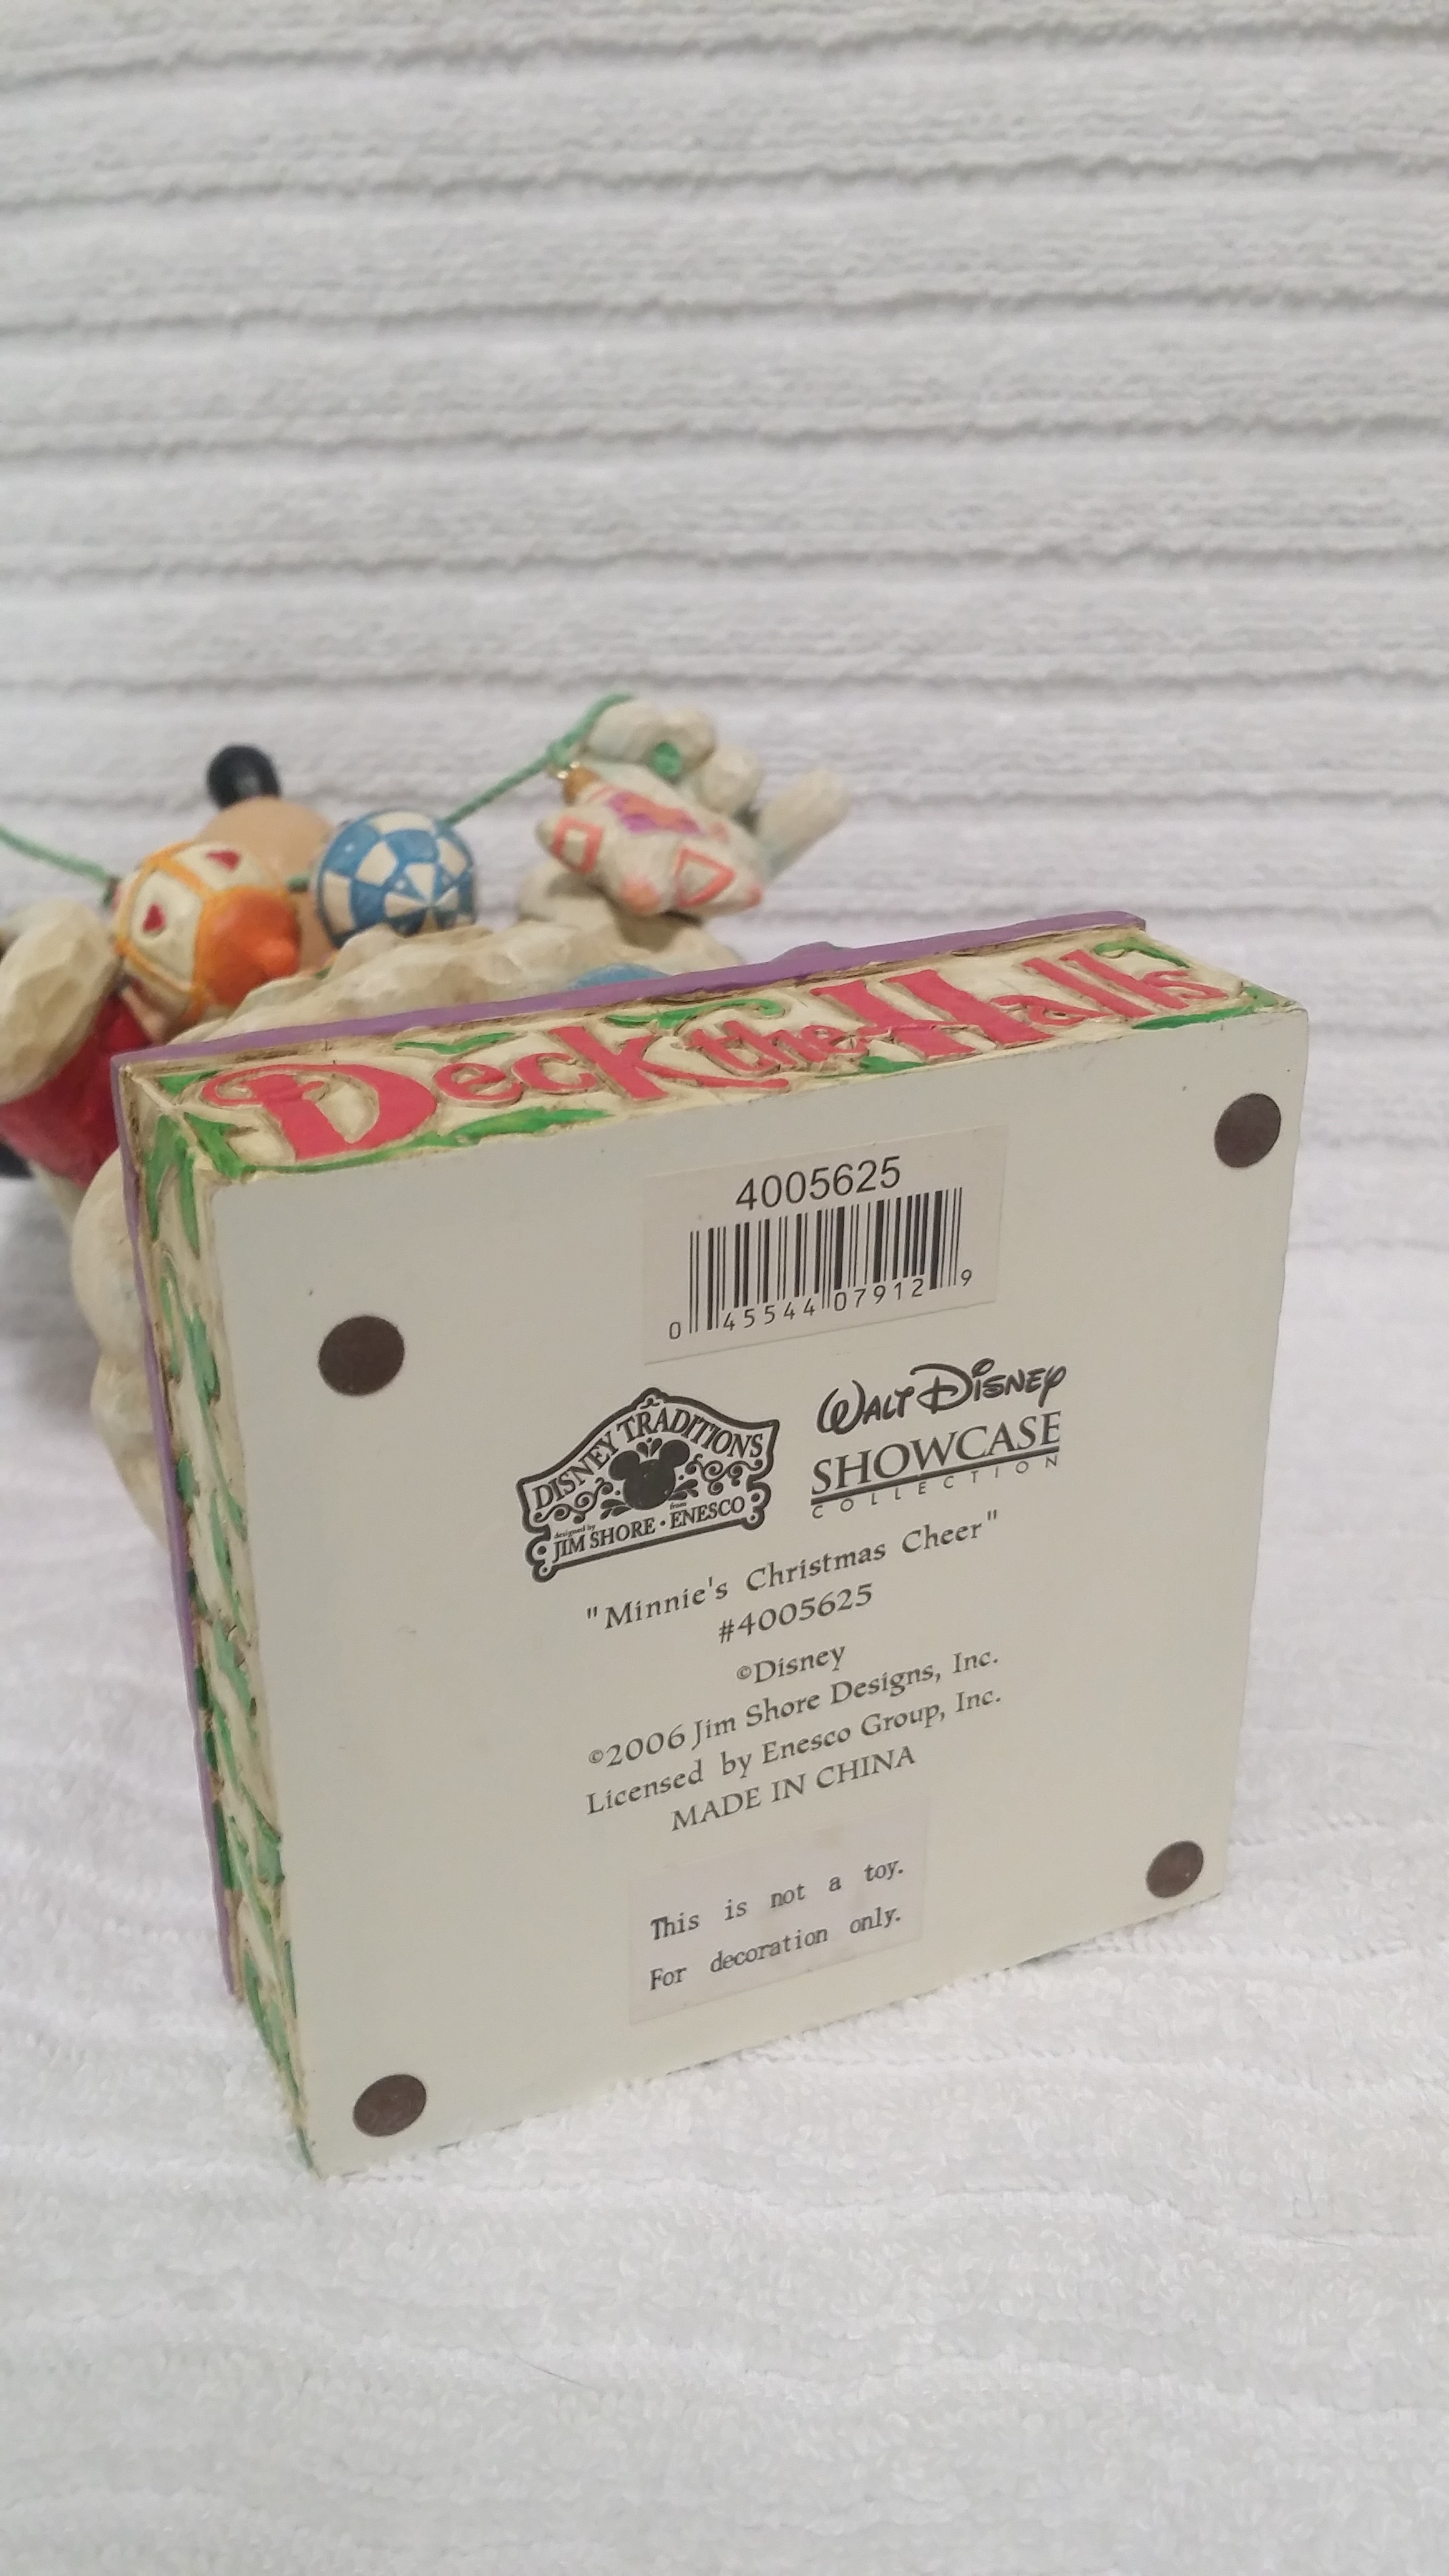 Deck the Halls
4005625
0 45544 07912 9
DISNEY TRADITIONS
designed by from
JIM SHORE • ENESCO
WALT DISNEY
SHOWCASE
COLLECTION
"Minnie's Christmas Cheer"
#4005625
©Disney
©2006 Jim Shore Designs, Inc.
Licensed by Enesco Group, Inc.
MADE IN CHINA
This is not a toy.
For decoration only.